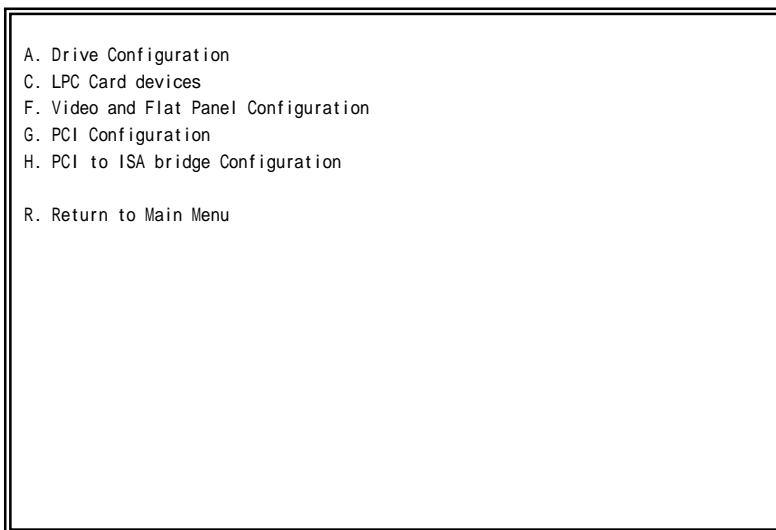 A. Drive Configuration
C. LPC Card devices
F. Video and Flat Panel Configuration
G. PCI Configuration
H. PCI to ISA bridge Configuration
R. Return to Main Menu